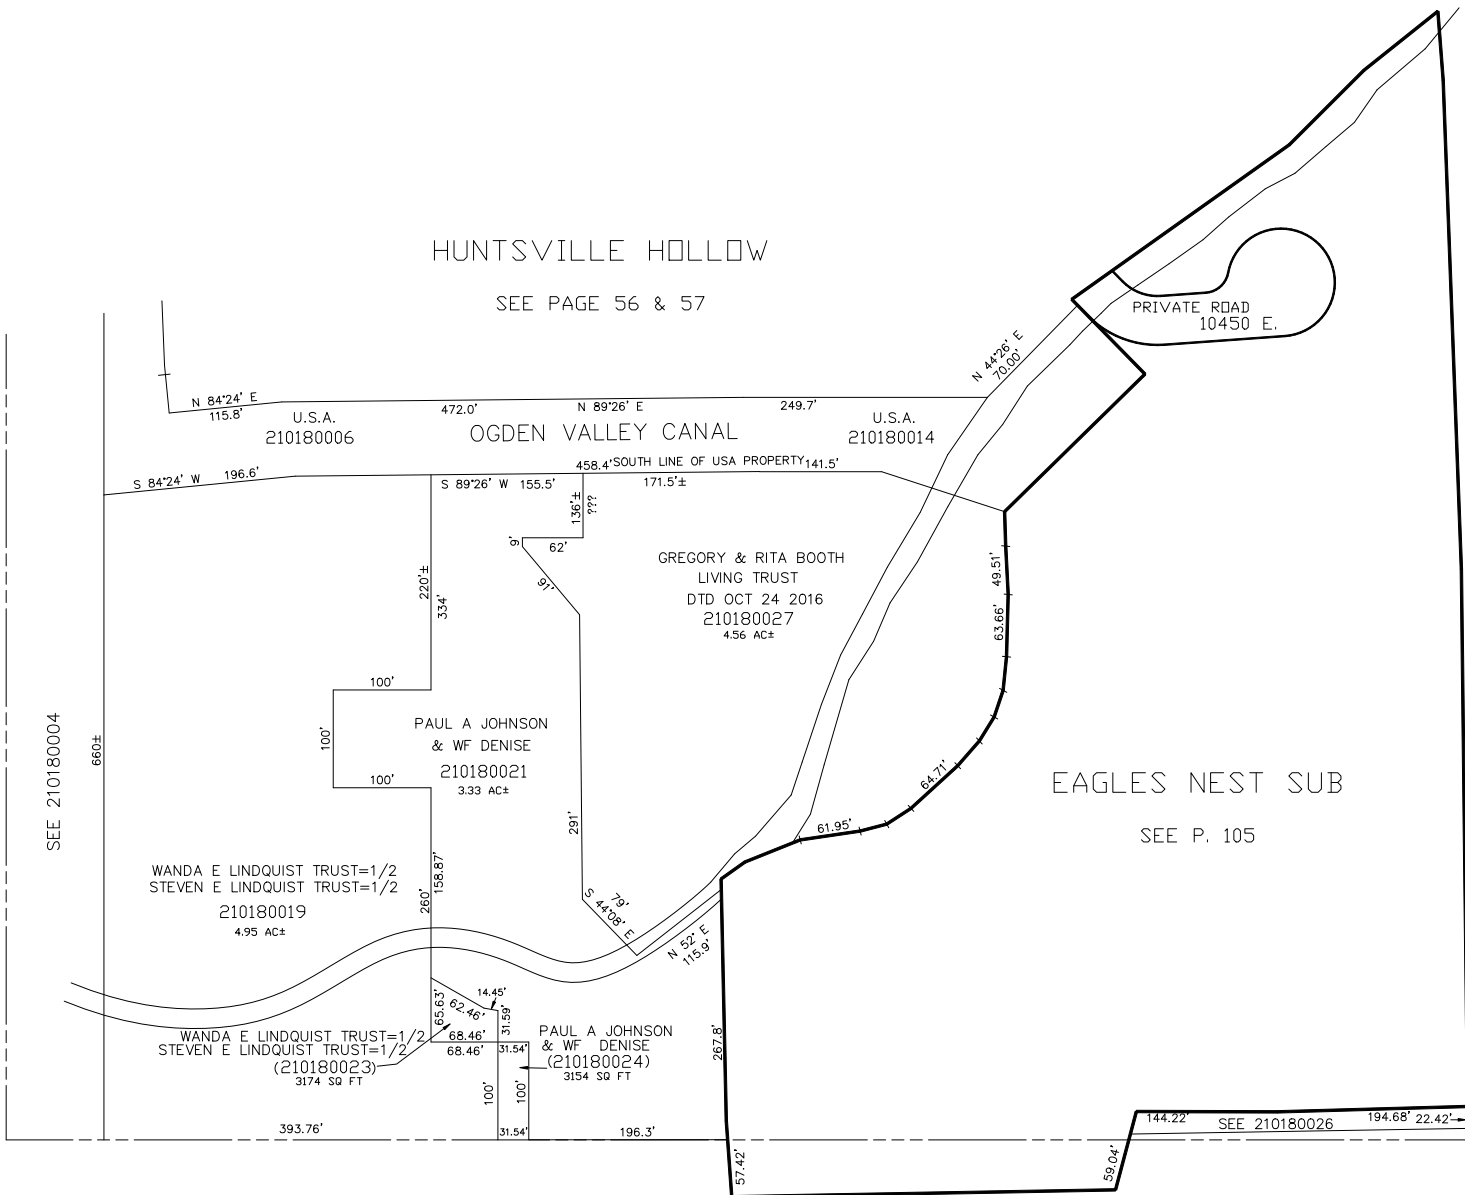 HUNTSVILLE HOLLOW
SEE PAGE 56 & 57
PRIVATE ROAD
10450 E.
N 44°26' E
70.00'
N 84°24' E
115.8'
U.S.A.
210180006
472.0'
N 89°26' E
249.7'
OGDEN VALLEY CANAL
U.S.A.
210180014
S 84°24' W
196.6'
458.4'
SOUTH LINE OF USA PROPERTY
141.5'
S 89°26' W
155.5'
171.5'±
136'±
???
9'
62'
91'
220'±
334'
GREGORY & RITA BOOTH
LIVING TRUST
DTD OCT 24 2016
210180027
4.56 AC±
49.51'
63.66'
64.71'
61.95'
100'
100'
100'
PAUL A JOHNSON
& WF DENISE
210180021
3.33 AC±
SEE 210180004
660±
EAGLES NEST SUB
SEE P. 105
291'
158.87'
260'
WANDA E LINDQUIST TRUST=1/2
STEVEN E LINDQUIST TRUST=1/2
210180019
4.95 AC±
79'
S 44°08' E
N 52° E
115.9'
14.45'
62.46'
65.63'
31.59'
68.46'
68.46'
31.54'
WANDA E LINDQUIST TRUST=1/2
STEVEN E LINDQUIST TRUST=1/2
(210180023)
3174 SQ FT
PAUL A JOHNSON
& WF DENISE
(210180024)
3154 SQ FT
100'
100'
267.8'
393.76'
31.54'
196.3'
57.42'
59.04'
144.22'
SEE 210180026
194.68'
22.42'